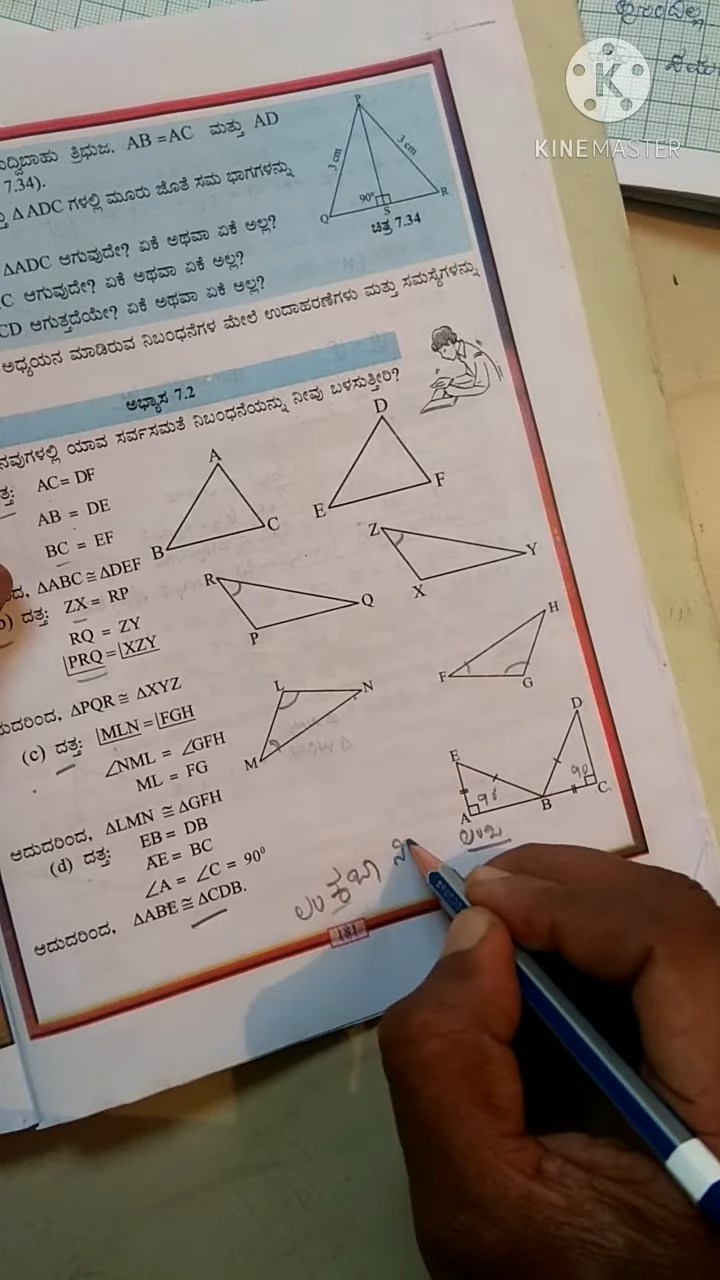 KINEMASTER
ದ್ವಿಬಾಹು ತ್ರಿಭುಜ. AB =AC ಮತ್ತು AD
7.34).
Δ ADC ಗಳಲ್ಲಿ ಮೂರು ಜೊತೆ ಸಮ ಭಾಗಗಳನ್ನು
ΔADC ಆಗುವುದೇ? ಏಕೆ ಅಥವಾ ಏಕೆ ಅಲ್ಲ?
C ಆಗುವುದೇ? ಏಕೆ ಅಥವಾ ಏಕೆ ಅಲ್ಲ?
CD ಆಗುತ್ತದೆಯೇ? ಏಕೆ ಅಥವಾ ಏಕೆ ಅಲ್ಲ?
P
3 cm
3 cm
90°
Q
S
R
ಚಿತ್ರ 7.34
ಅಧ್ಯಯನ ಮಾಡಿರುವ ನಿಬಂಧನೆಗಳ ಮೇಲೆ ಉದಾಹರಣೆಗಳು ಮತ್ತು ಸಮಸ್ಯೆಗಳನ್ನು
ಅಭ್ಯಾಸ 7.2
ನವುಗಳಲ್ಲಿ ಯಾವ ಸರ್ವಸಮತೆ ನಿಬಂಧನೆಯನ್ನು ನೀವು ಬಳಸುತ್ತೀರಿ?
AC= DF
AB = DE
BC = EF
ΔABC ≅ ΔDEF
A
B
C
D
E
F
ದತ್ತ: ZX = RP
RQ = ZY
∠PRQ = ∠XZY
ΔPQR ≅ ΔXYZ
R
P
Q
Z
X
Y
(c) ದತ್ತ: ∠MLN = ∠FGH
∠NML = ∠GFH
ML = FG
ಆದುದರಿಂದ, ΔLMN ≅ ΔGFH
L
N
M
H
F
G
(d) ದತ್ತ: EB = DB
AE = BC
∠A = ∠C = 90°
ಆದುದರಿಂದ, ΔABE ≅ ΔCDB.
D
E
90
90
A
B
C
ಲಂಬ
181